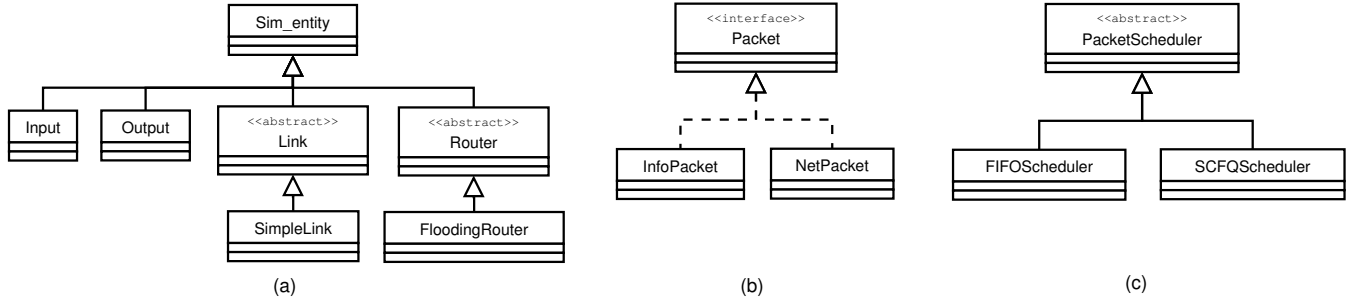 Sim_entity
Input
Output
<<abstract>>
Link
<<abstract>>
Router
SimpleLink
FloodingRouter
(a)
<<interface>>
Packet
InfoPacket
NetPacket
(b)
<<abstract>>
PacketScheduler
FIFOScheduler
SCFQScheduler
(c)